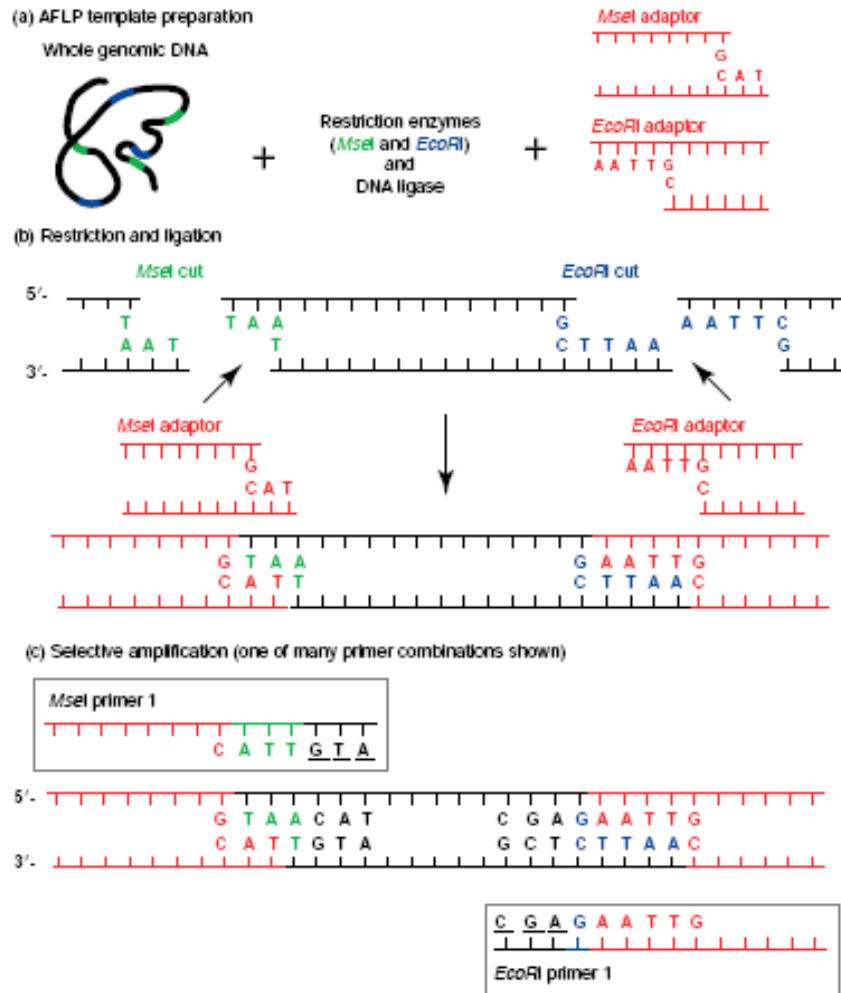 (a) AFLP template preparation
Whole genomic DNA
+
Restriction enzymes
(MseI and EcoRI)
and
DNA ligase
+
MseI adaptor
G
C A T
EcoRI adaptor
A A T T G
C
(b) Restriction and ligation
MseI cut
EcoRI cut
5′-
T
T A A
G
A A T T C
A A T
T
C T T A A
G
3′-
MseI adaptor
EcoRI adaptor
G
A A T T G
C A T
C
G T A A
G A A T T G
C A T T
C T T A A C
(c) Selective amplification (one of many primer combinations shown)
MseI primer 1
C A T T G T A
5′-
G T A A C A T
C G A G A A T T G
C A T T G T A
G C T C T T A A C
3′-
C G A G A A T T G
EcoRI primer 1